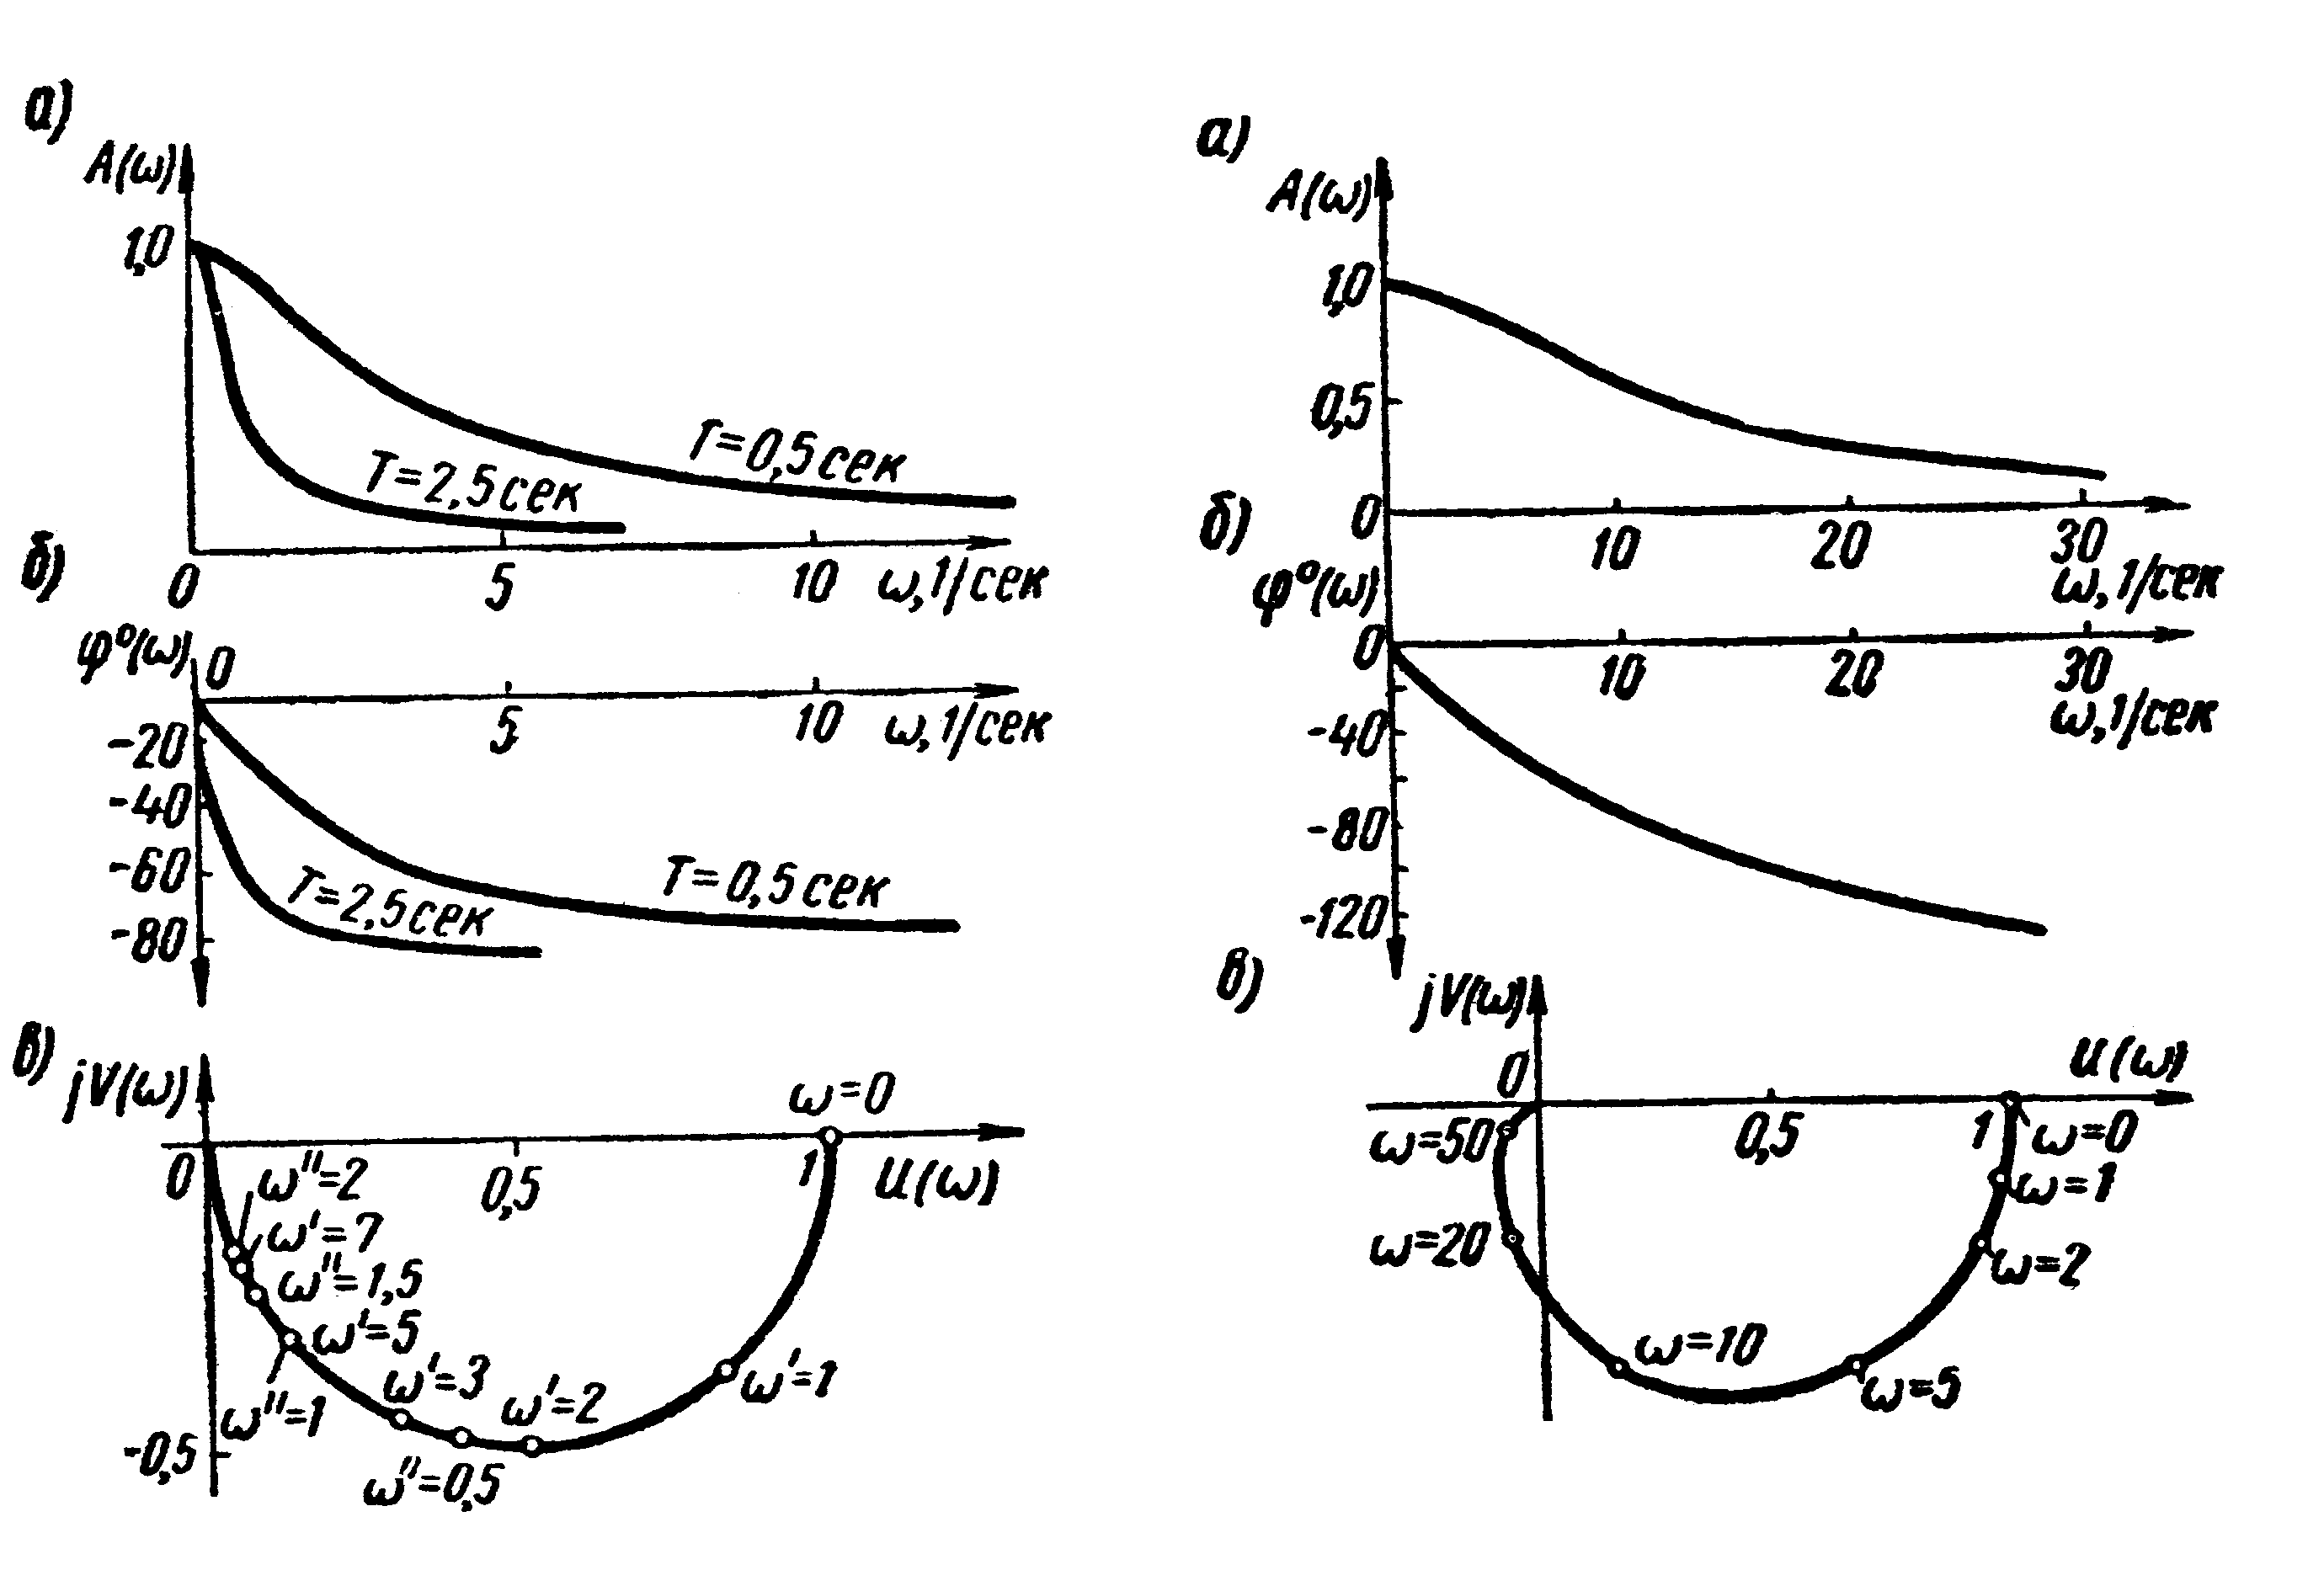 а)
A(ω)
1,0
T=0,5 сек
T=2,5 сек
0
5
10
ω, 1/сек
б)
φ°(ω)
0
5
10
ω, 1/сек
-20
-40
-60
-80
T=0,5 сек
T=2,5 сек
в)
jV(ω)
ω=0
0
0,5
1
U(ω)
ω"=2
ω'=7
ω"=1,5
ω'=5
ω'=3
ω'=2
ω'=1
ω"=1
-0,5
ω"=0,5
а)
A(ω)
1,0
0,5
0
10
20
30
ω, 1/сек
б)
φ°(ω)
0
10
20
30
ω, 1/сек
-40
-80
-120
в)
jV(ω)
0
U(ω)
0,5
1
ω=0
ω=50
ω=1
ω=20
ω=2
ω=10
ω=5